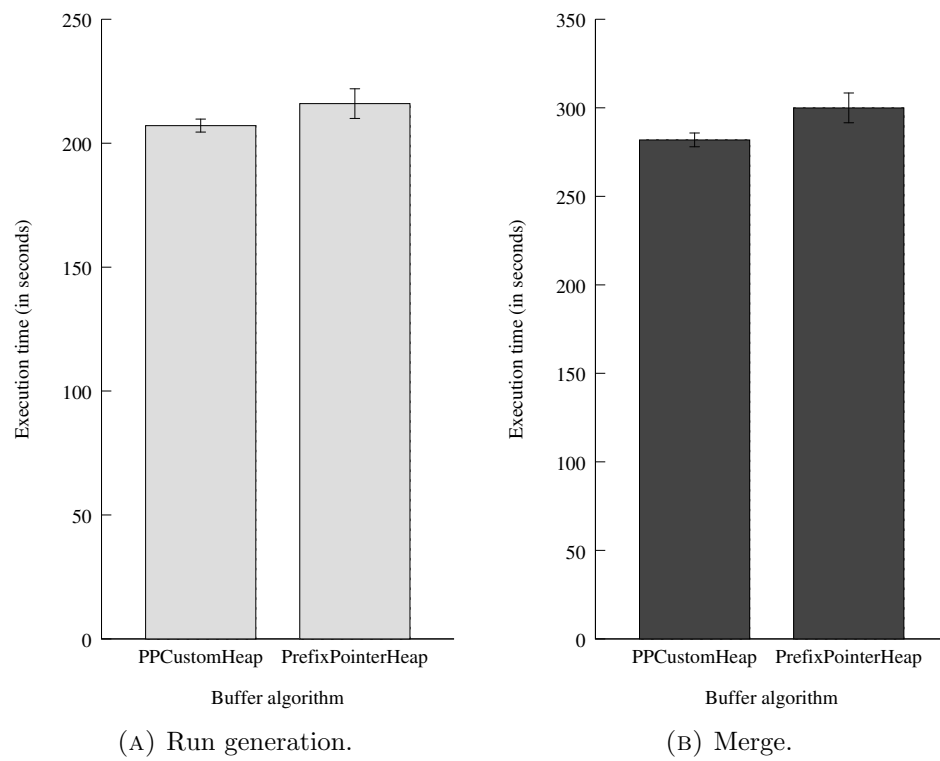 250
200
150
100
50
0
Execution time (in seconds)
PPCustomHeap PrefixPointerHeap
Buffer algorithm
(A) Run generation.
350
300
250
200
150
100
50
0
Execution time (in seconds)
PPCustomHeap PrefixPointerHeap
Buffer algorithm
(B) Merge.